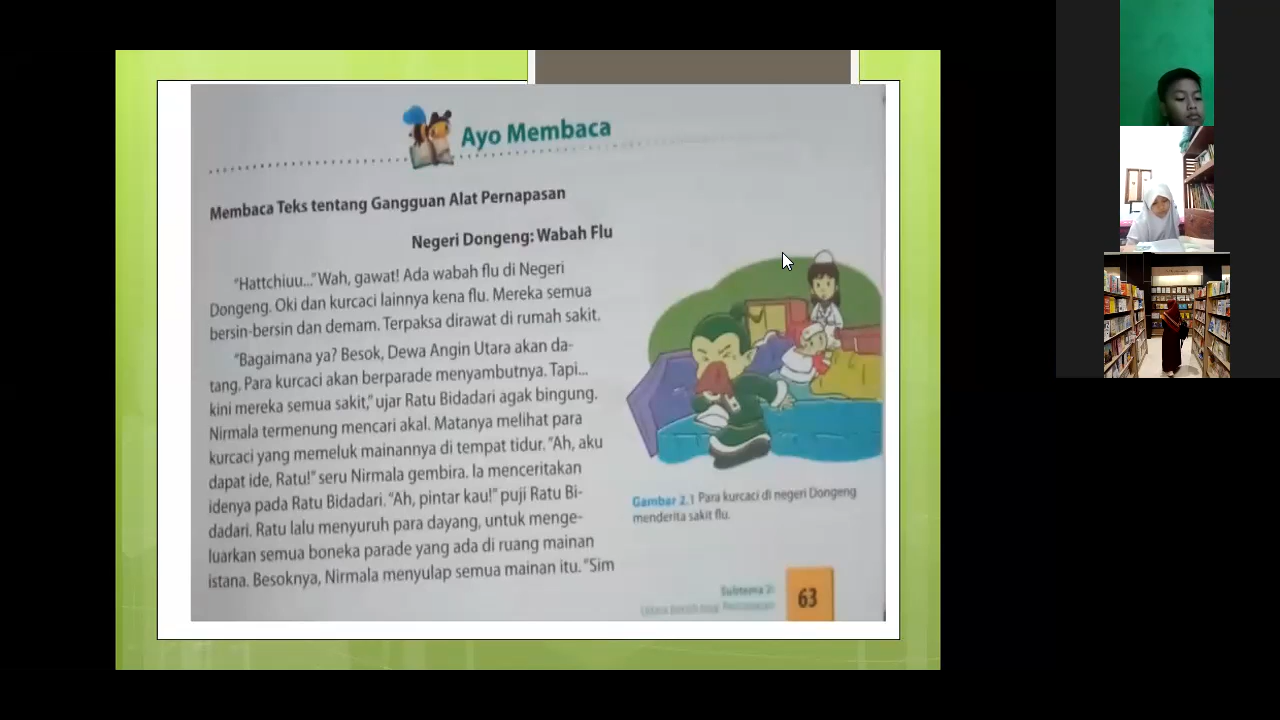 Ayo Membaca
Membaca Teks tentang Gangguan Alat Pernapasan
Negeri Dongeng: Wabah Flu
"Hattchiuu..." Wah, gawat! Ada wabah flu di Negeri
Dongeng. Oki dan kurcaci lainnya kena flu. Mereka semua
bersin-bersin dan demam. Terpaksa dirawat di rumah sakit.
"Bagaimana ya? Besok, Dewa Angin Utara akan da-
tang. Para kurcaci akan berparade menyambutnya. Tapi...
kini mereka semua sakit," ujar Ratu Bidadari agak bingung.
Nirmala termenung mencari akal. Matanya melihat para
kurcaci yang memeluk mainannya di tempat tidur. "Ah, aku
dapat ide, Ratu!" seru Nirmala gembira. Ia menceritakan
idenya pada Ratu Bidadari. "Ah, pintar kau!" puji Ratu Bi-
dadari. Ratu lalu menyuruh para dayang, untuk menge-
luarkan semua boneka parade yang ada di ruang mainan
istana. Besoknya, Nirmala menyulap semua mainan itu. "Sim
Gambar 2.1 Para kurcaci di negeri Dongeng
menderita sakit flu.
Subtema 2:
63